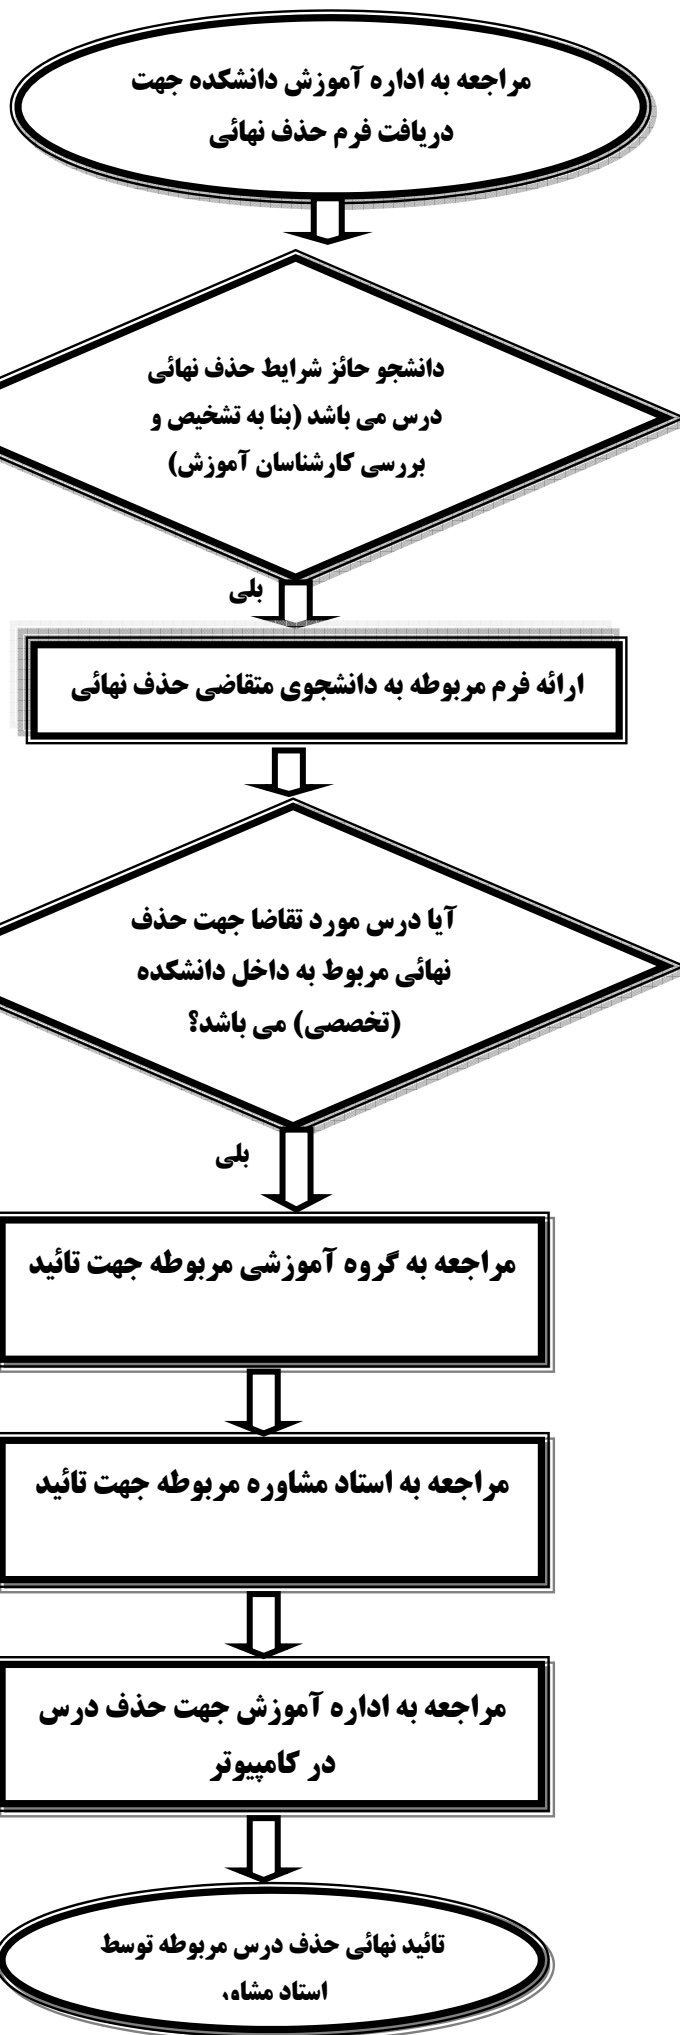 مراجعه به اداره آموزش دانشکده جهت
دریافت فرم حذف نهائی
دانشجو حائز شرایط حذف نهائی
درس می باشد (بنا به تشخیص و
بررسی کارشناسان آموزش)
بلی
ارائه فرم مربوطه به دانشجوی متقاضی حذف نهائی
آیا درس مورد تقاضا جهت حذف
نهائی مربوط به داخل دانشکده
(تخصصی) می باشد؟
بلی
مراجعه به گروه آموزشی مربوطه جهت تائید
مراجعه به استاد مشاوره مربوطه جهت تائید
مراجعه به اداره آموزش جهت حذف درس
در کامپیوتر
تائید نهائی حذف درس مربوطه توسط
استاد مشاور